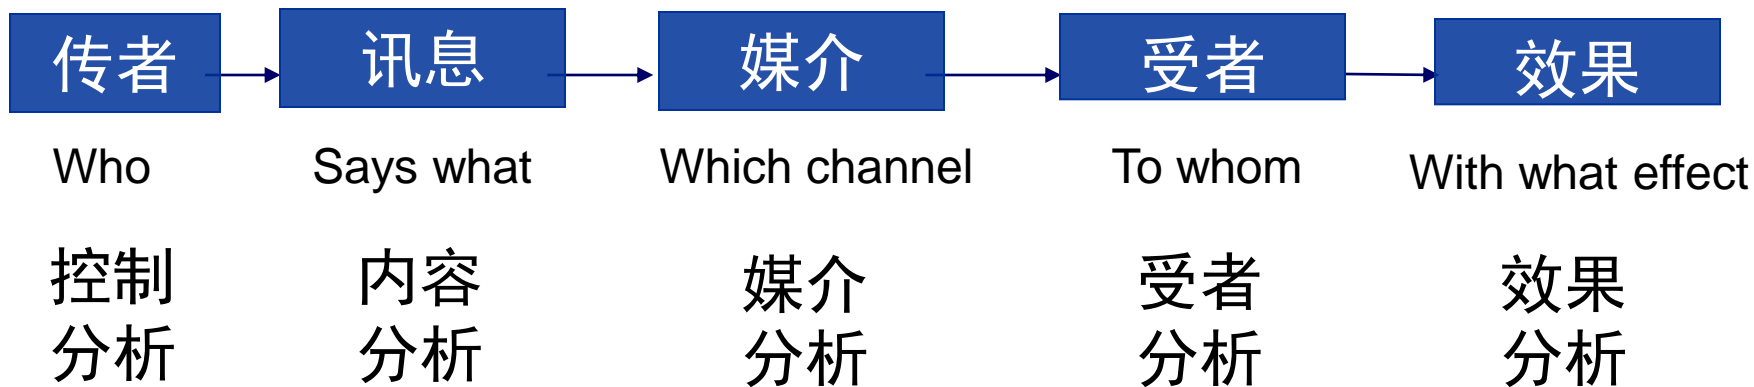 传者 讯息 媒介 受者 效果
Who Says what Which channel To whom With what effect
控制 内容 媒介 受者 效果
分析 分析 分析 分析 分析